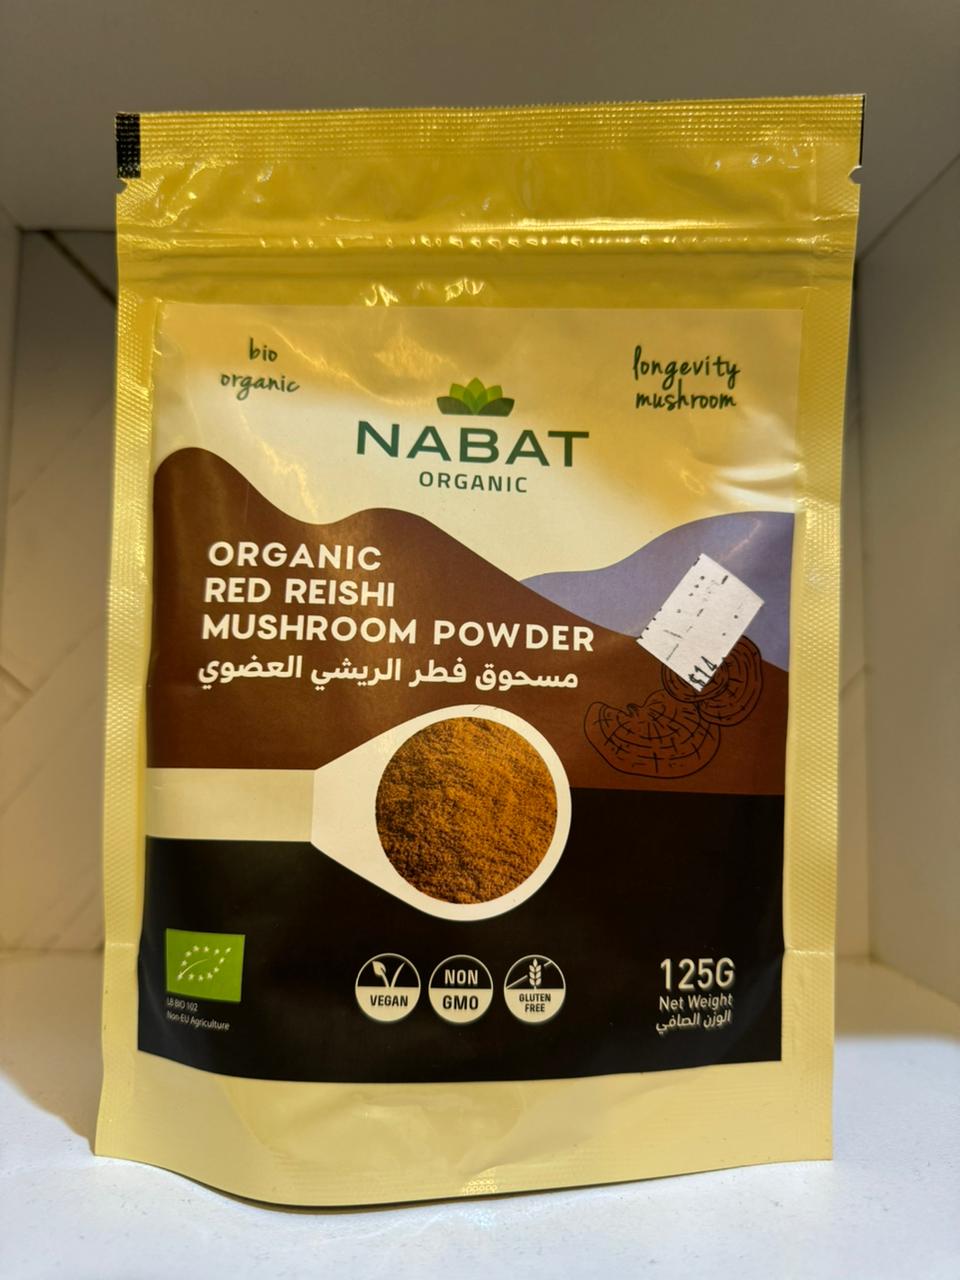 bio
organic
longevity
mushroom
NABAT
ORGANIC
ORGANIC
RED REISHI
MUSHROOM POWDER
مسحوق فطر الريشي العضوي
$14
LB BIO 102
Non-EU Agriculture
VEGAN
NON
GMO
GLUTEN
FREE
125G
Net Weight
الوزن الصافي